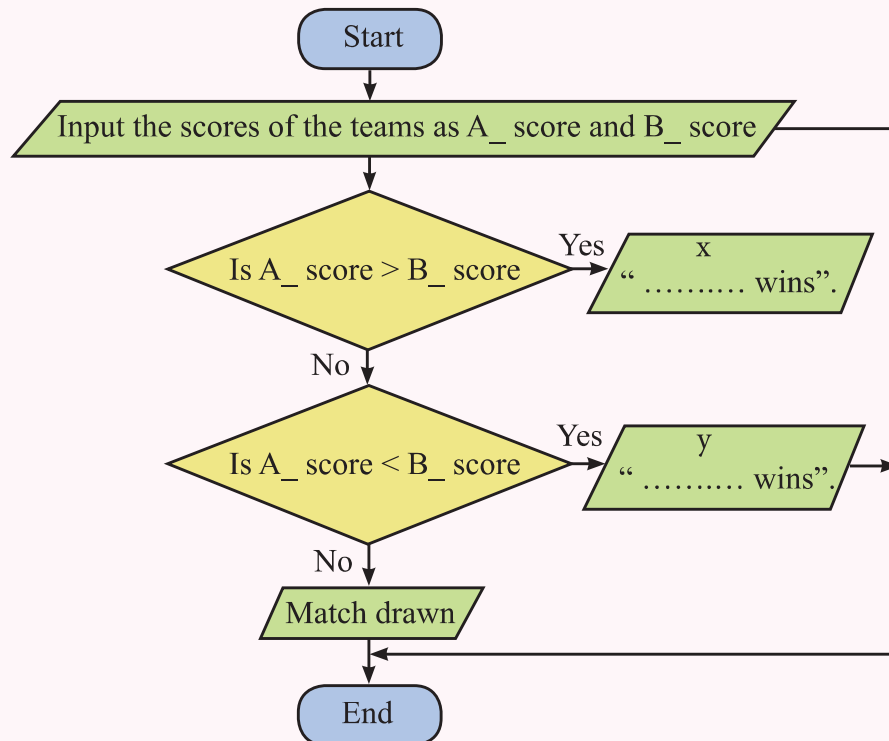 Start
Input the scores of the teams as A_ score and B_ score
Is A_ score > B_ score
Yes
x
“ …….… wins”.
No
Is A_ score < B_ score
Yes
y
“ …….… wins”.
No
Match drawn
End